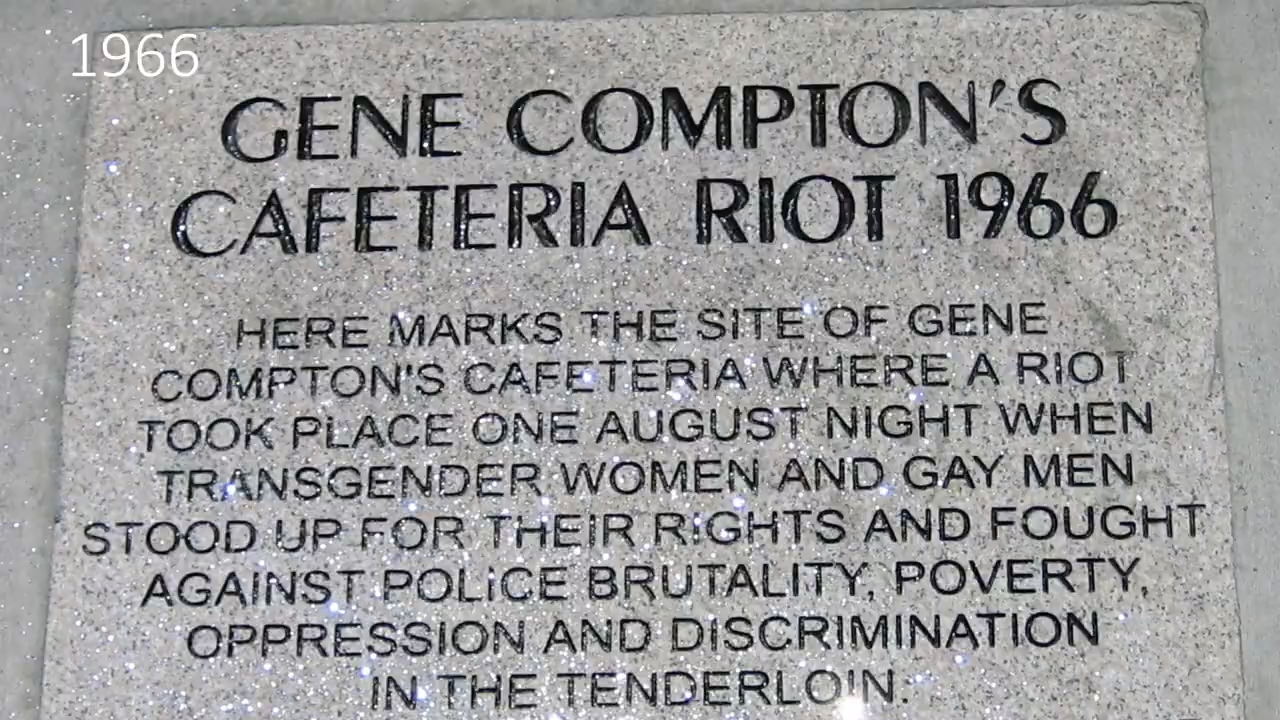 1966
GENE COMPTON'S
CAFETERIA RIOT 1966
HERE MARKS THE SITE OF GENE
COMPTON'S CAFETERIA WHERE A RIOT
TOOK PLACE ONE AUGUST NIGHT WHEN
TRANSGENDER WOMEN AND GAY MEN
STOOD UP FOR THEIR RIGHTS AND FOUGHT
AGAINST POLICE BRUTALITY, POVERTY,
OPPRESSION AND DISCRIMINATION
IN THE TENDERLOIN.